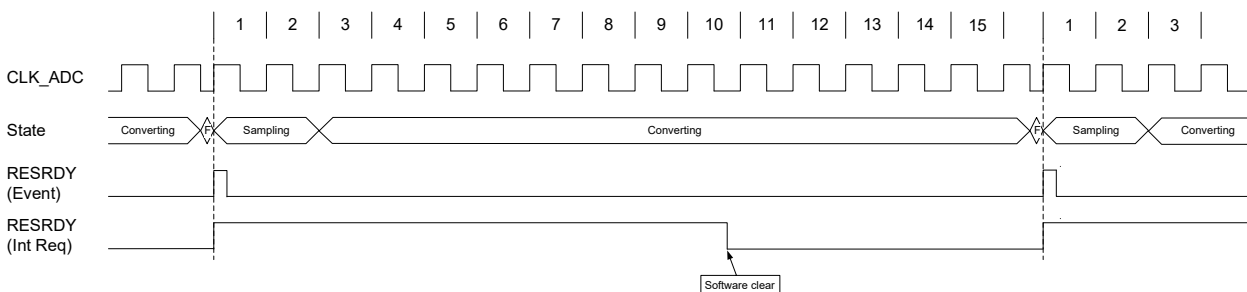 1 2 3 4 5 6 7 8 9 10 11 12 13 14 15 1 2 3
CLK_ADC
State Converting F Sampling Converting F Sampling Converting
RESRDY
(Event)
RESRDY
(Int Req)
Software clear